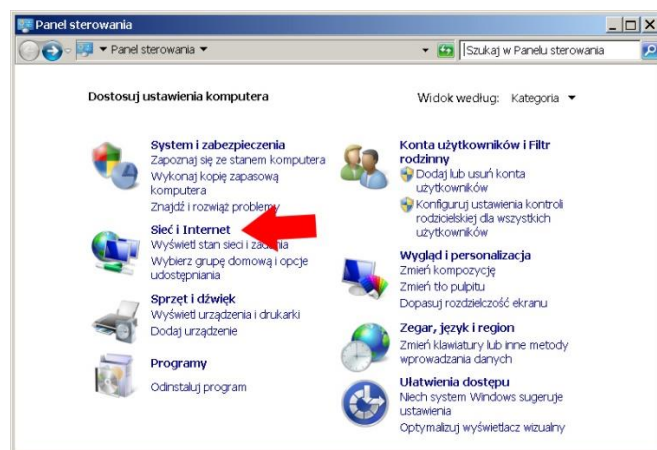 Panel sterowania
Panel sterowania
Szukaj w Panelu sterowania
Dostosuj ustawienia komputera
Widok według: Kategoria
System i zabezpieczenia
Zapoznaj się ze stanem komputera
Wykonaj kopię zapasową
komputera
Znajdź i rozwiąż problemy
Sieć i Internet
Wyświetl stan sieci i zadania
Wybierz grupę domową i opcje
udostępniania
Sprzęt i dźwięk
Wyświetl urządzenia i drukarki
Dodaj urządzenie
Programy
Odinstaluj program
Konta użytkowników i Filtr
rodzinny
Dodaj lub usuń konta
użytkowników
Konfiguruj ustawienia kontroli
rodzicielskiej dla wszystkich
użytkowników
Wygląd i personalizacja
Zmień kompozycję
Zmień tło pulpitu
Dopasuj rozdzielczość ekranu
Zegar, język i region
Zmień klawiatury lub inne metody
wprowadzania danych
Ułatwienia dostępu
Niech system Windows sugeruje
ustawienia
Optymalizuj wyświetlacz wizualny